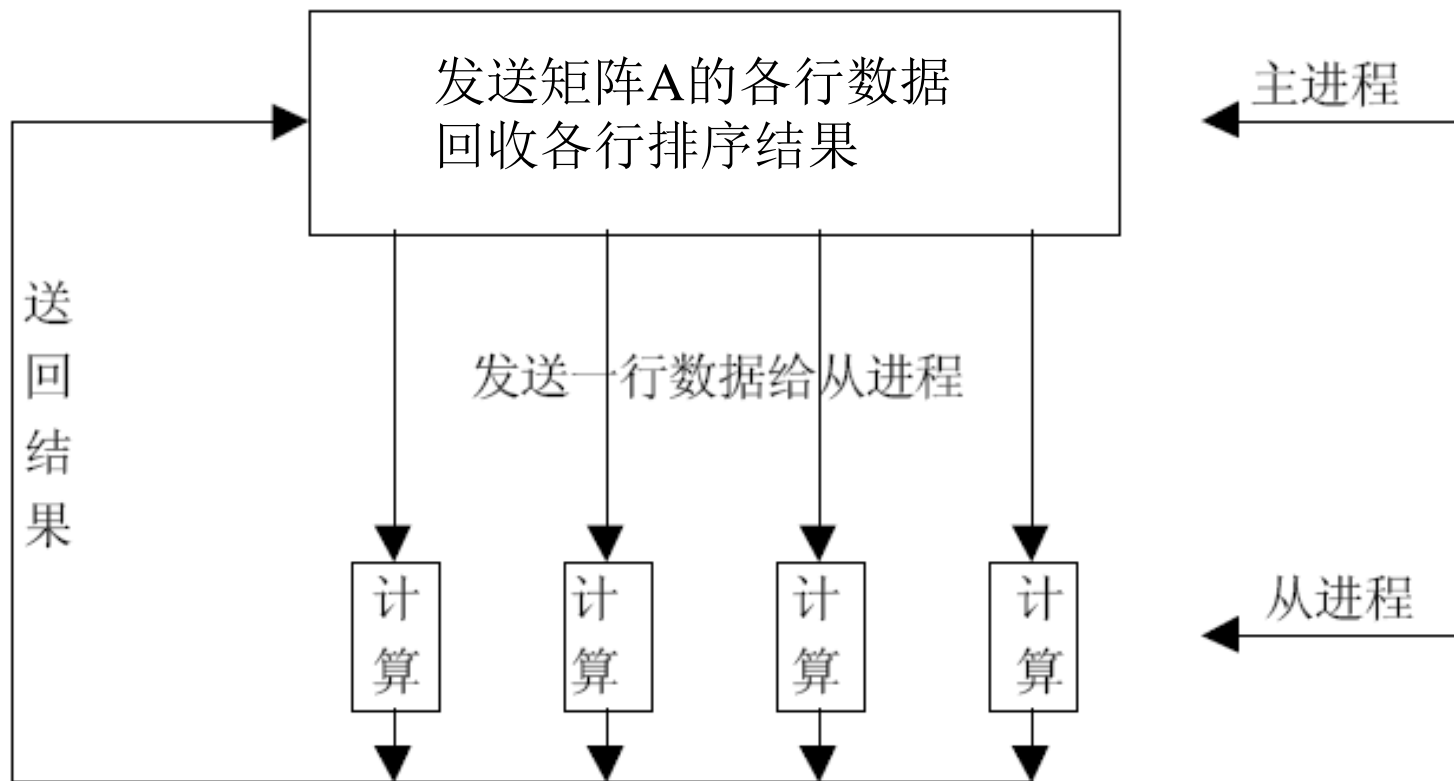 发送矩阵A的各行数据
回收各行排序结果
主进程
送回结果
发送一行数据给从进程
计算
计算
计算
计算
从进程